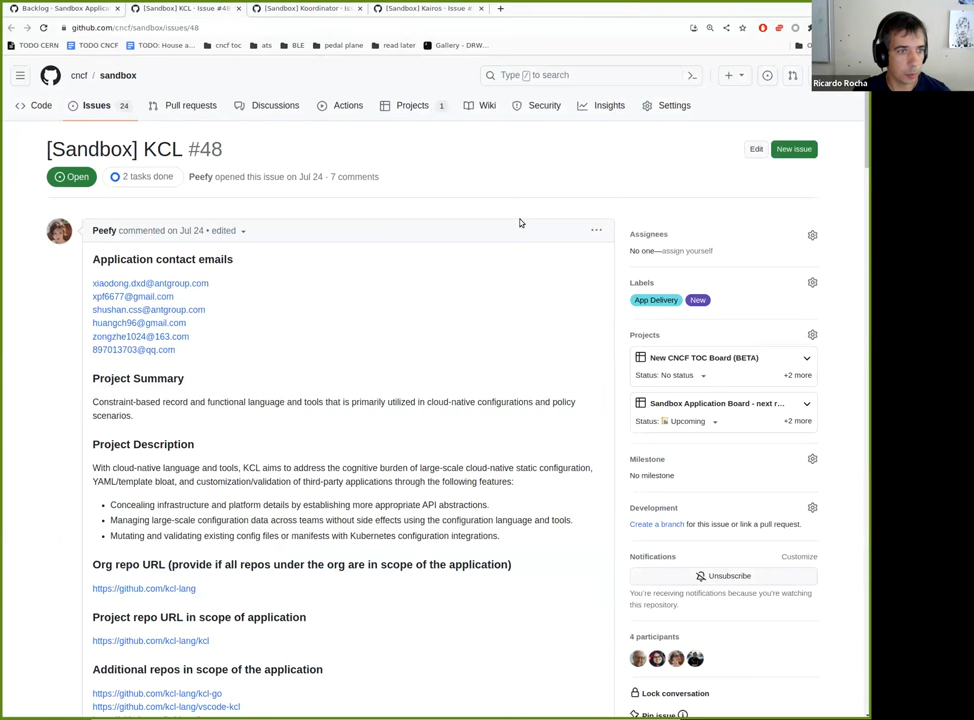 Backlog - Sandbox Applica
[Sandbox] KCL - Issue #48
[Sandbox] Koordinator - Is
[Sandbox] Kairos - Issue #
github.com/cncf/sandbox/issues/48
TODO CERN
TODO CNCF
TODO: House a...
cncf toc
ats
BLE
pedal plane
read later
Gallery - DRW...
Ricardo Rocha
cncf / sandbox
Type / to search
Code
Issues 24
Pull requests
Discussions
Actions
Projects 1
Wiki
Security
Insights
Settings
[Sandbox] KCL #48
Edit
New issue
Open
2 tasks done
Peefy opened this issue on Jul 24 · 7 comments
Peefy commented on Jul 24 • edited
Application contact emails
xiaodong.dxd@antgroup.com
xpf6677@gmail.com
shushan.css@antgroup.com
huangch96@gmail.com
zongzhe1024@163.com
897013703@qq.com
Project Summary
Constraint-based record and functional language and tools that is primarily utilized in cloud-native configurations and policy
scenarios.
Project Description
With cloud-native language and tools, KCL aims to address the cognitive burden of large-scale cloud-native static configuration,
YAML/template bloat, and customization/validation of third-party applications through the following features:
• Concealing infrastructure and platform details by establishing more appropriate API abstractions.
• Managing large-scale configuration data across teams without side effects using the configuration language and tools.
• Mutating and validating existing config files or manifests with Kubernetes configuration integrations.
Org repo URL (provide if all repos under the org are in scope of the application)
https://github.com/kcl-lang
Project repo URL in scope of application
https://github.com/kcl-lang/kcl
Additional repos in scope of the application
https://github.com/kcl-lang/kcl-go
https://github.com/kcl-lang/vscode-kcl
Assignees
No one—assign yourself
Labels
App Delivery
New
Projects
New CNCF TOC Board (BETA)
Status: No status
+2 more
Sandbox Application Board - next r...
Status: Upcoming
+2 more
Milestone
No milestone
Development
Create a branch for this issue or link a pull request.
Notifications
Customize
Unsubscribe
You're receiving notifications because you're watching
this repository.
4 participants
Lock conversation
Pin issue